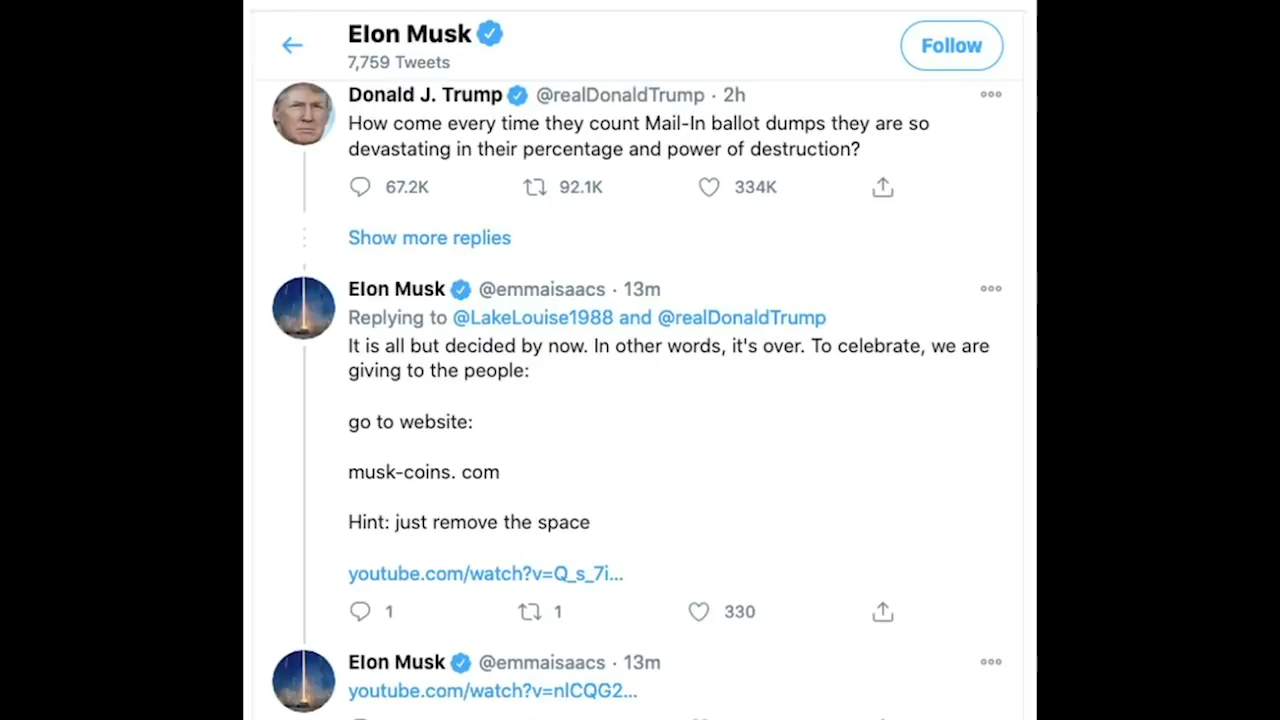 Elon Musk
7,759 Tweets
Follow
Donald J. Trump @realDonaldTrump · 2h
How come every time they count Mail-In ballot dumps they are so
devastating in their percentage and power of destruction?
67.2K 92.1K 334K
Show more replies
Elon Musk @emmaisaacs · 13m
Replying to @LakeLouise1988 and @realDonaldTrump
It is all but decided by now. In other words, it's over. To celebrate, we are
giving to the people:
go to website:
musk-coins. com
Hint: just remove the space
youtube.com/watch?v=Q_s_7i...
1 1 330
Elon Musk @emmaisaacs · 13m
youtube.com/watch?v=nlCQG2...